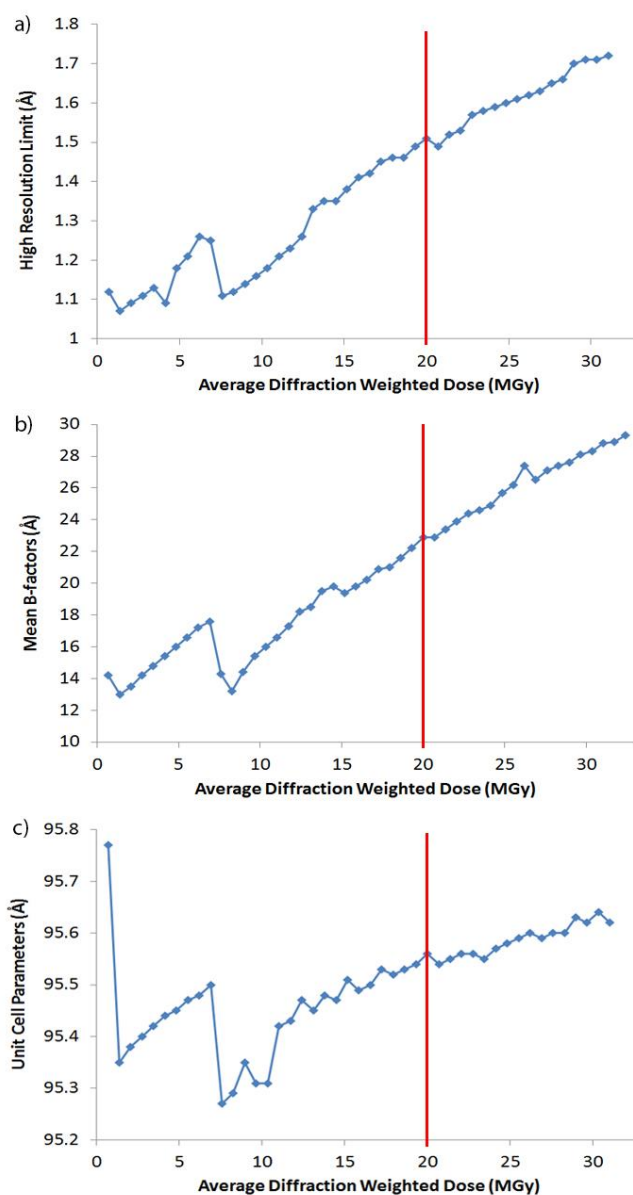 a)
1.8
1.7
1.6
1.5
1.4
1.3
1.2
1.1
1
High Resolution Limit (Å)
0 5 10 15 20 25 30
Average Diffraction Weighted Dose (MGy)
b)
30
28
26
24
22
20
18
16
14
12
10
Mean B-factors (Å)
0 5 10 15 20 25 30
Average Diffraction Weighted Dose (MGy)
c)
95.8
95.7
95.6
95.5
95.4
95.3
95.2
Unit Cell Parameters (Å)
0 5 10 15 20 25 30
Average Diffraction Weighted Dose (MGy)